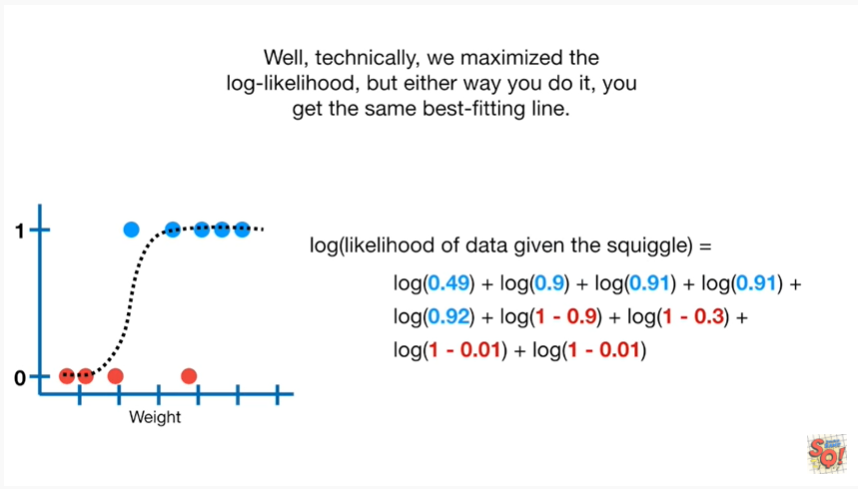 Well, technically, we maximized the
log-likelihood, but either way you do it, you
get the same best-fitting line.
1
0
Weight
log(likelihood of data given the squiggle) =
log(0.49) + log(0.9) + log(0.91) + log(0.91) +
log(0.92) + log(1 - 0.9) + log(1 - 0.3) +
log(1 - 0.01) + log(1 - 0.01)
SQ!